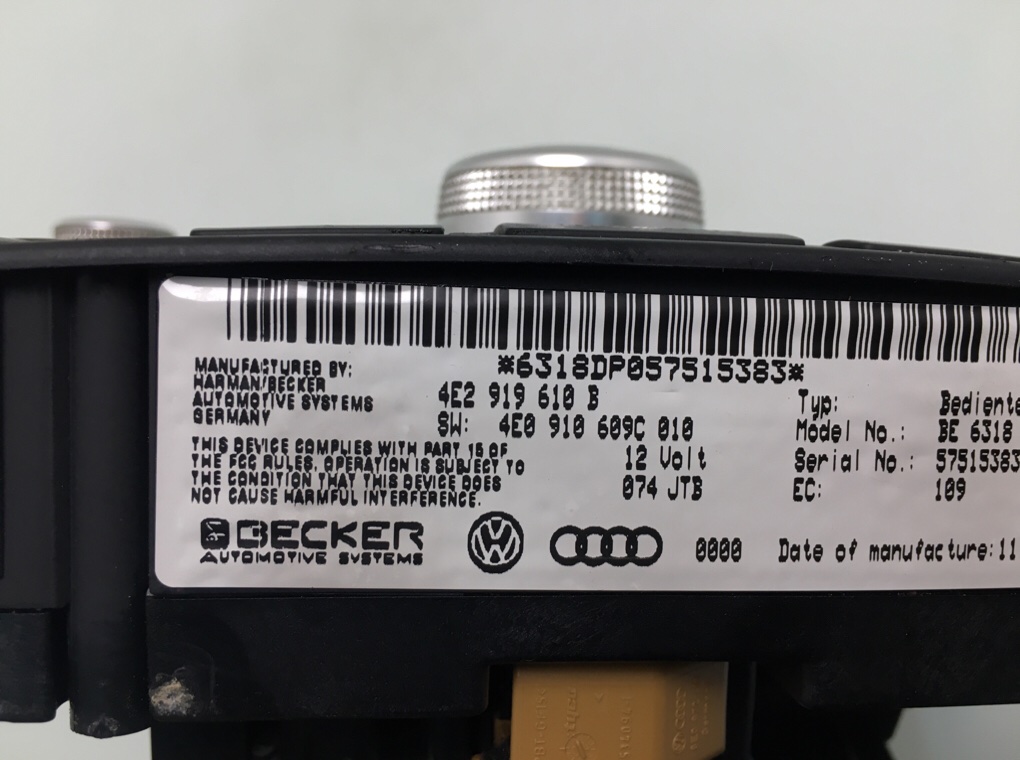 *6318DP057515383*
MANUFACTURED BY:
HARMAN/BECKER
AUTOMOTIVE SYSTEMS
GERMANY
4E2 919 610 B
SW: 4E0 910 609C 010
THIS DEVICE COMPLIES WITH PART 15 OF
THE FCC RULES. OPERATION IS SUBJECT TO
THE CONDITION THAT THIS DEVICE DOES
NOT CAUSE HARMFUL INTERFERENCE.
12 Volt
074 JTB
Typ: Bediente
Model No.: BE 6318
Serial No.: 57515383
EC: 109
BECKER
AUTOMOTIVE SYSTEMS
0000 Date of manufacture: 11